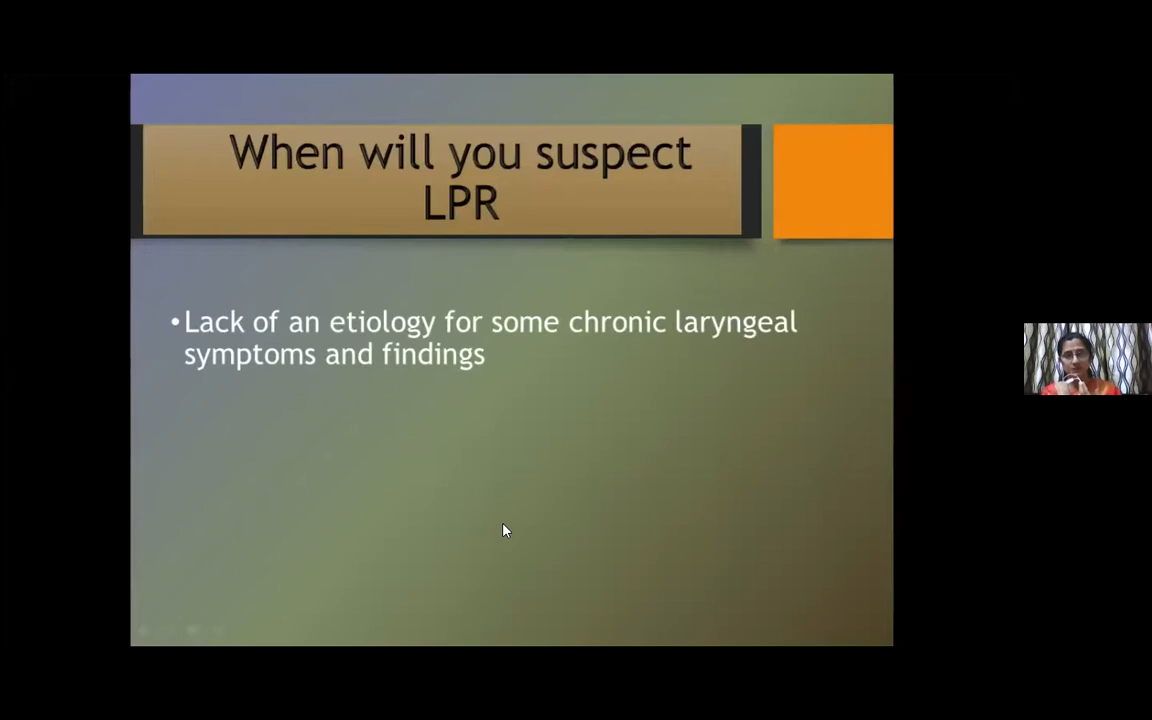 When will you suspect
LPR
•Lack of an etiology for some chronic laryngeal
symptoms and findings